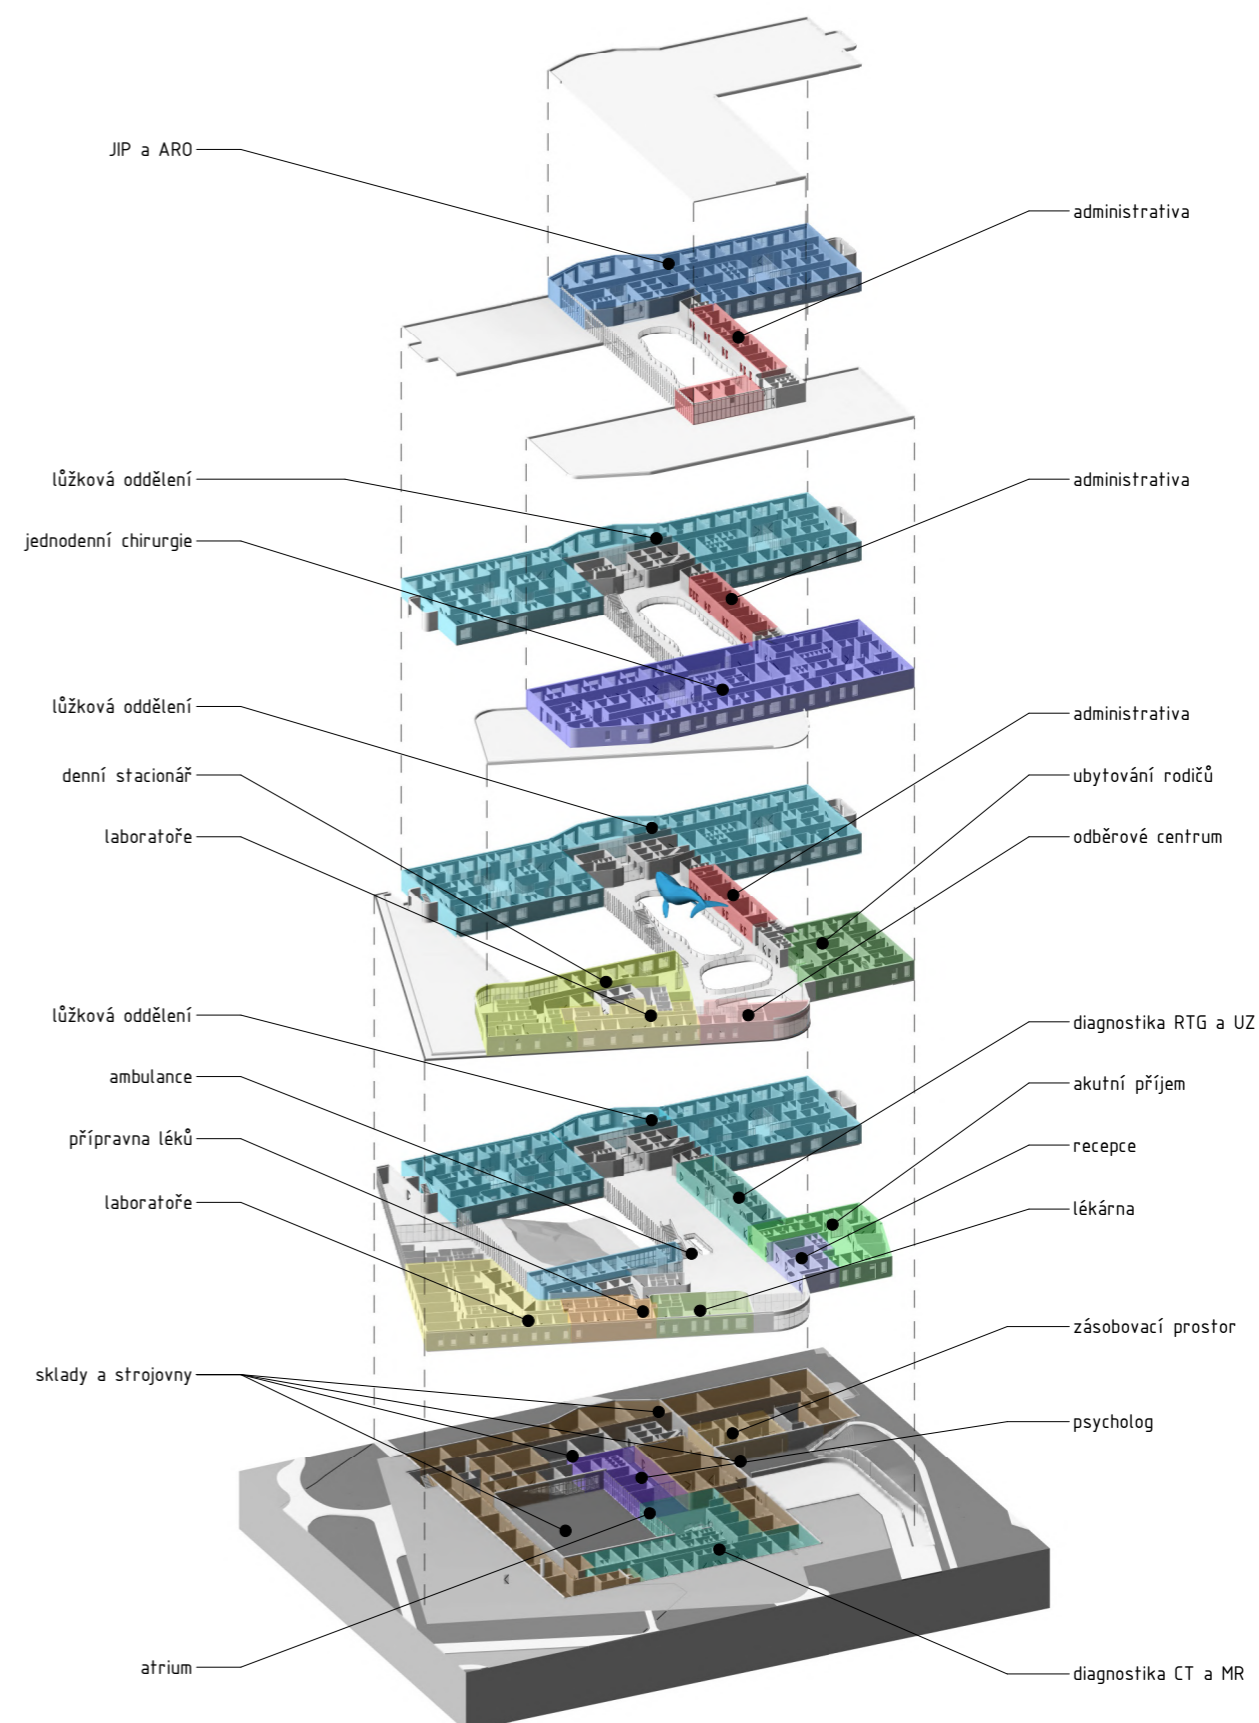 JIP a ARO
administrativa
lůžková oddělení
administrativa
jednodenní chirurgie
lůžková oddělení
administrativa
denní stacionář
ubytování rodičů
laboratoře
odběrové centrum
lůžková oddělení
diagnostika RTG a UZ
ambulance
akutní příjem
přípravna léků
recepce
laboratoře
lékárna
zásobovací prostor
sklady a strojovny
psycholog
atrium
diagnostika CT a MR